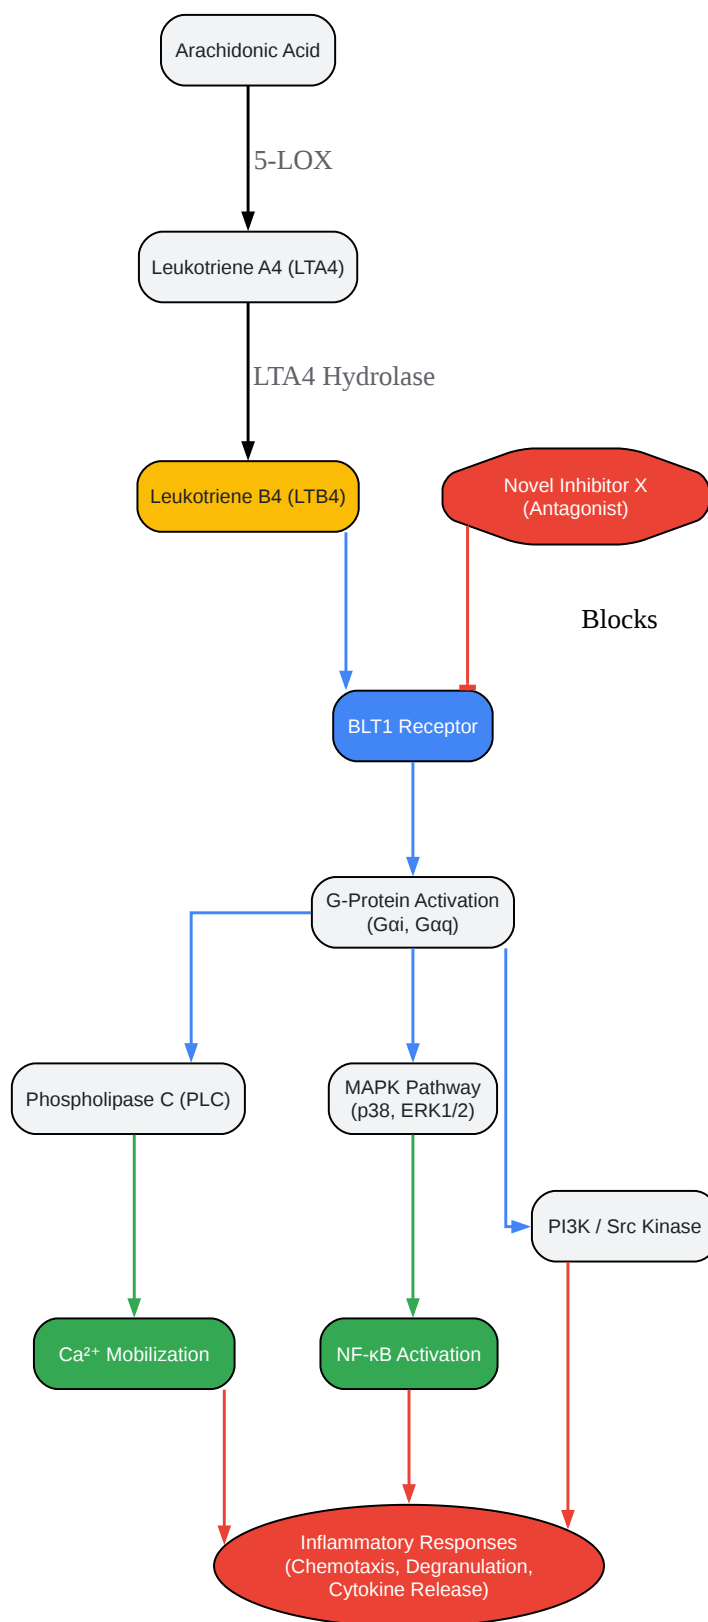 Arachidonic Acid
5-LOX
Leukotriene A4 (LTA4)
LTA4 Hydrolase
Leukotriene B4 (LTB4)
Novel Inhibitor X
(Antagonist)
Blocks
BLT1 Receptor
G-Protein Activation
(Gαi, Gαq)
Phospholipase C (PLC)
MAPK Pathway
(p38, ERK1/2)
PI3K / Src Kinase
Ca²⁺ Mobilization
NF-κB Activation
Inflammatory Responses
(Chemotaxis, Degranulation,
Cytokine Release)